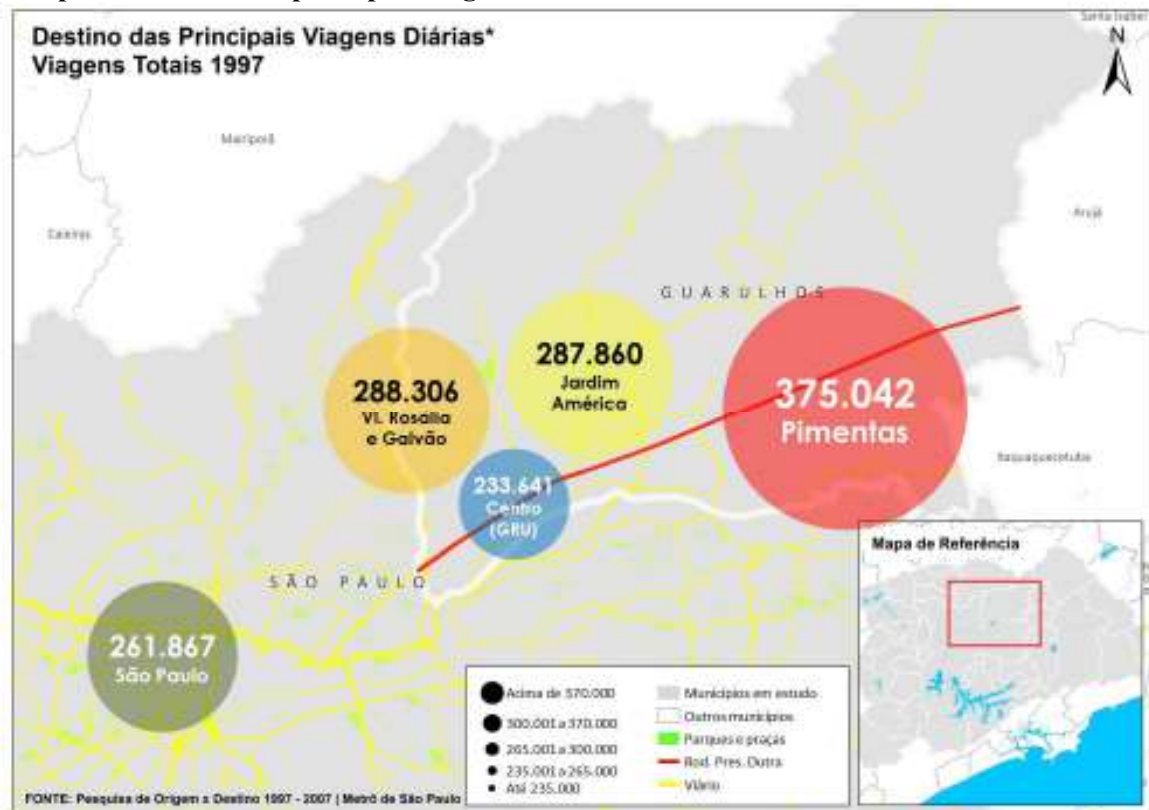 Destino das Principais Viagens Diárias*
Viagens Totais 1997
Santa Isabel
N
Mairiporã
Caieiras
Arujá
GUARULHOS
288.306
Vl. Rosália
e Galvão
287.860
Jardim
América
375.042
Pimentas
Itaquaquecetuba
233.641
Centro
(GRU)
SÃO PAULO
261.867
São Paulo
Mapa de Referência
Acima de 370.000
300.001 a 370.000
265.001 a 300.000
235.001 a 265.000
Até 235.000
Municípios em estudo
Outros municípios
Parques e praças
Rod. Pres. Dutra
Viário
FONTE: Pesquisa de Origem x Destino 1997 - 2007 | Metrô de São Paulo